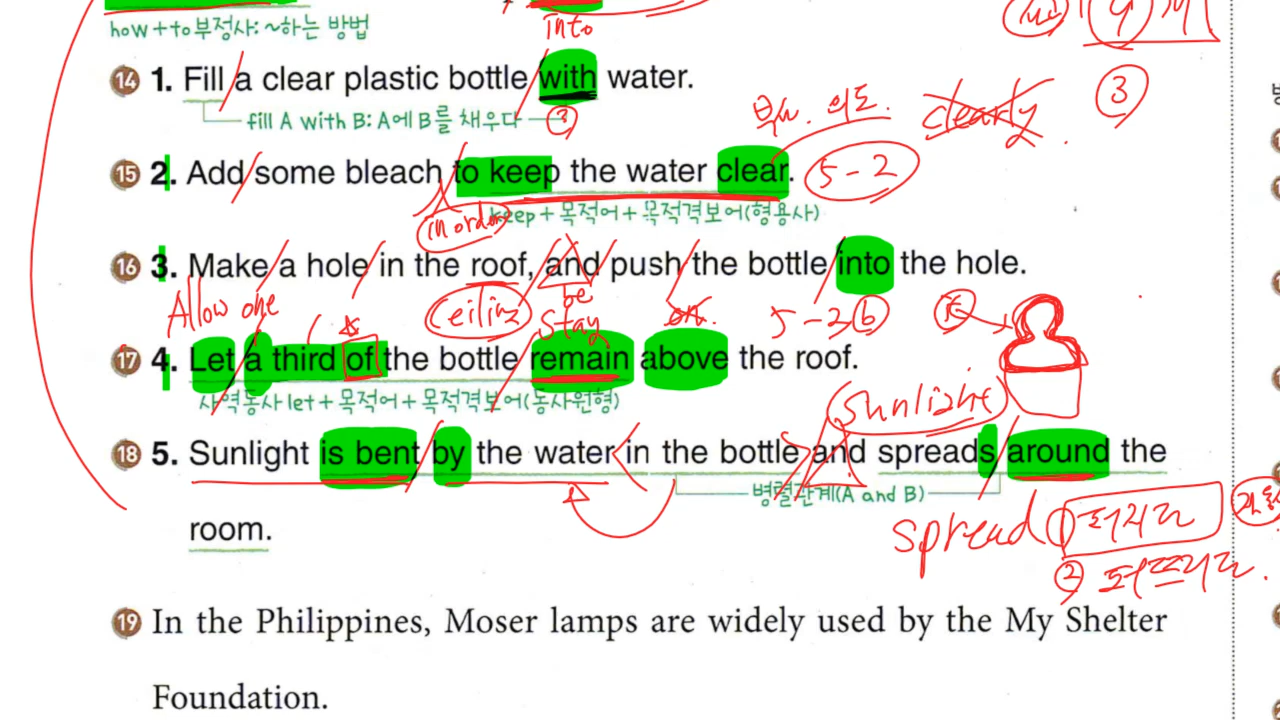 how+to부정사: ~하는 방법
into
14 1. Fill a clear plastic bottle with water.
fill A with B: A에 B를 채우다
③
부사. 의도.
clearly
③
15 2. Add some bleach to keep the water clear.
5-2
in order
keep+목적어+목적격보어(형용사)
16 3. Make a hole in the roof, and push the bottle into the hole.
Allow one
ceiling
be
stay
on
5-2⑥
17 4. Let a third of the bottle remain above the roof.
사역동사 let+목적어+목적격보어(동사원형)
sunlight
18 5. Sunlight is bent by the water in the bottle and spreads around the
병렬관계(A and B)
room.
spread ① 퍼지다
② 퍼뜨리다.
19 In the Philippines, Moser lamps are widely used by the My Shelter
Foundation.